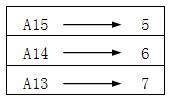 A15 → 5
A14 → 6
A13 → 7